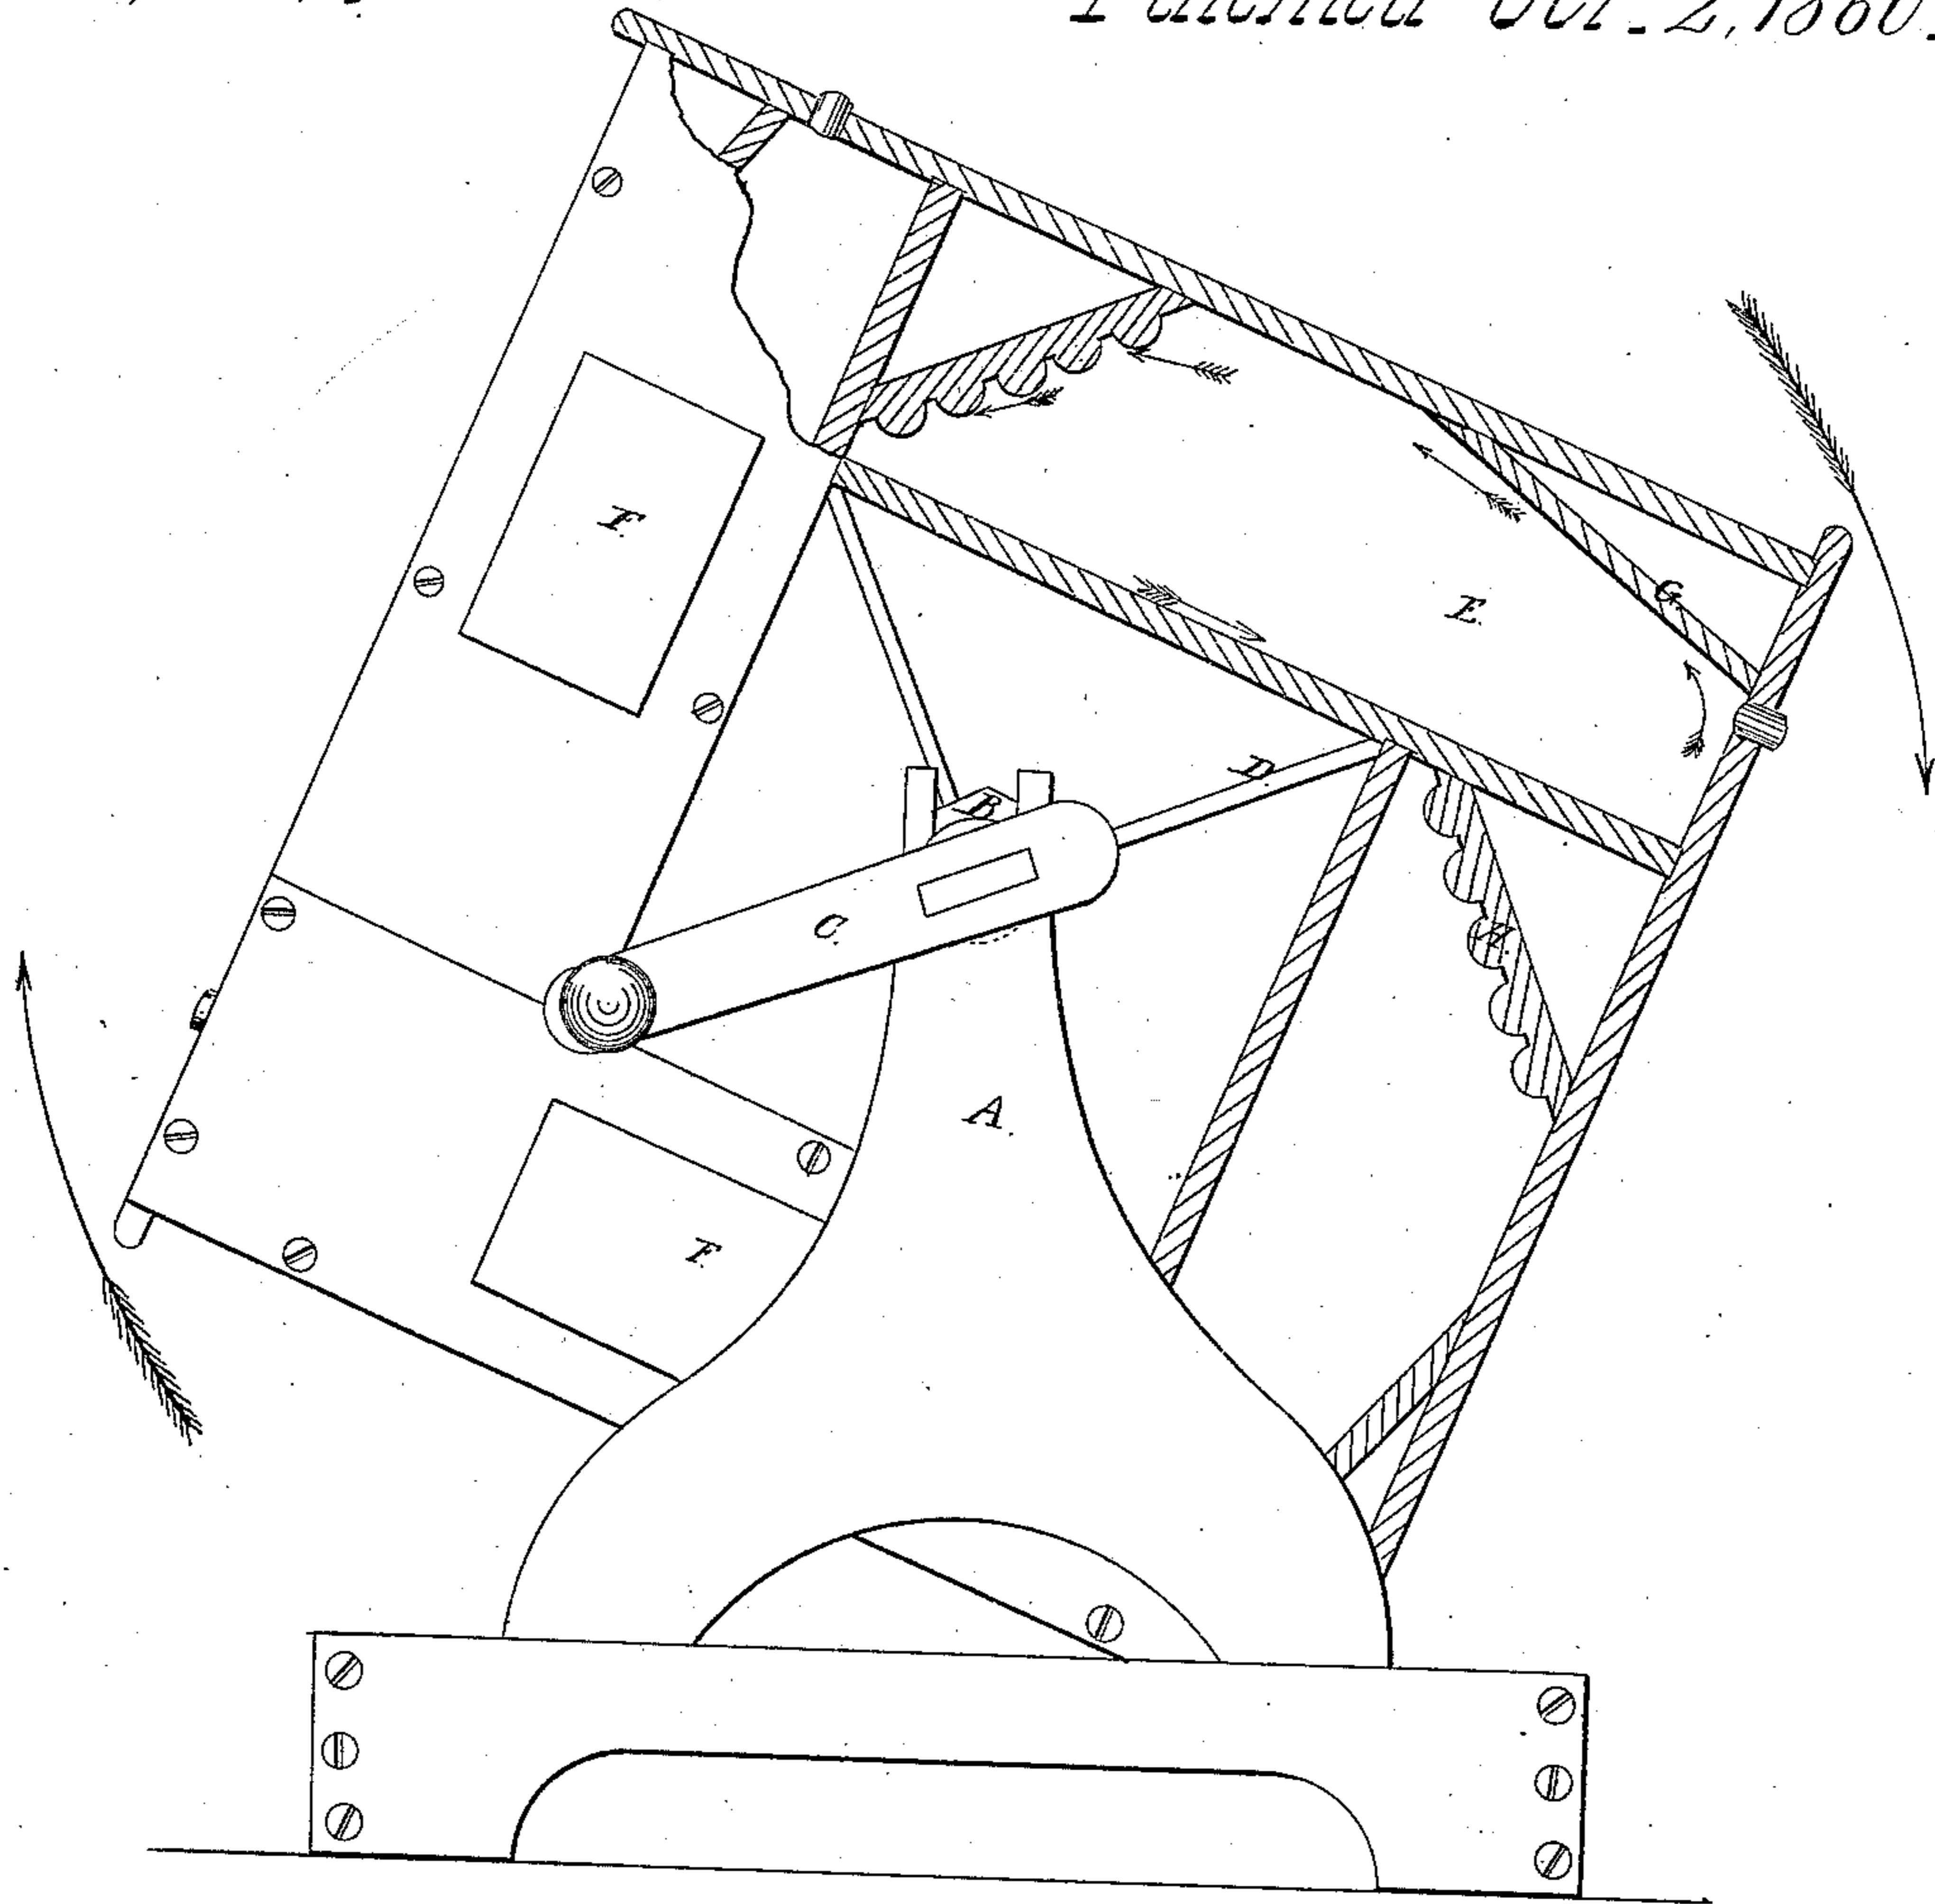 Patented Oct. 2, 1860.
F.
G.
E.
D.
B
C.
H.
A.
F.